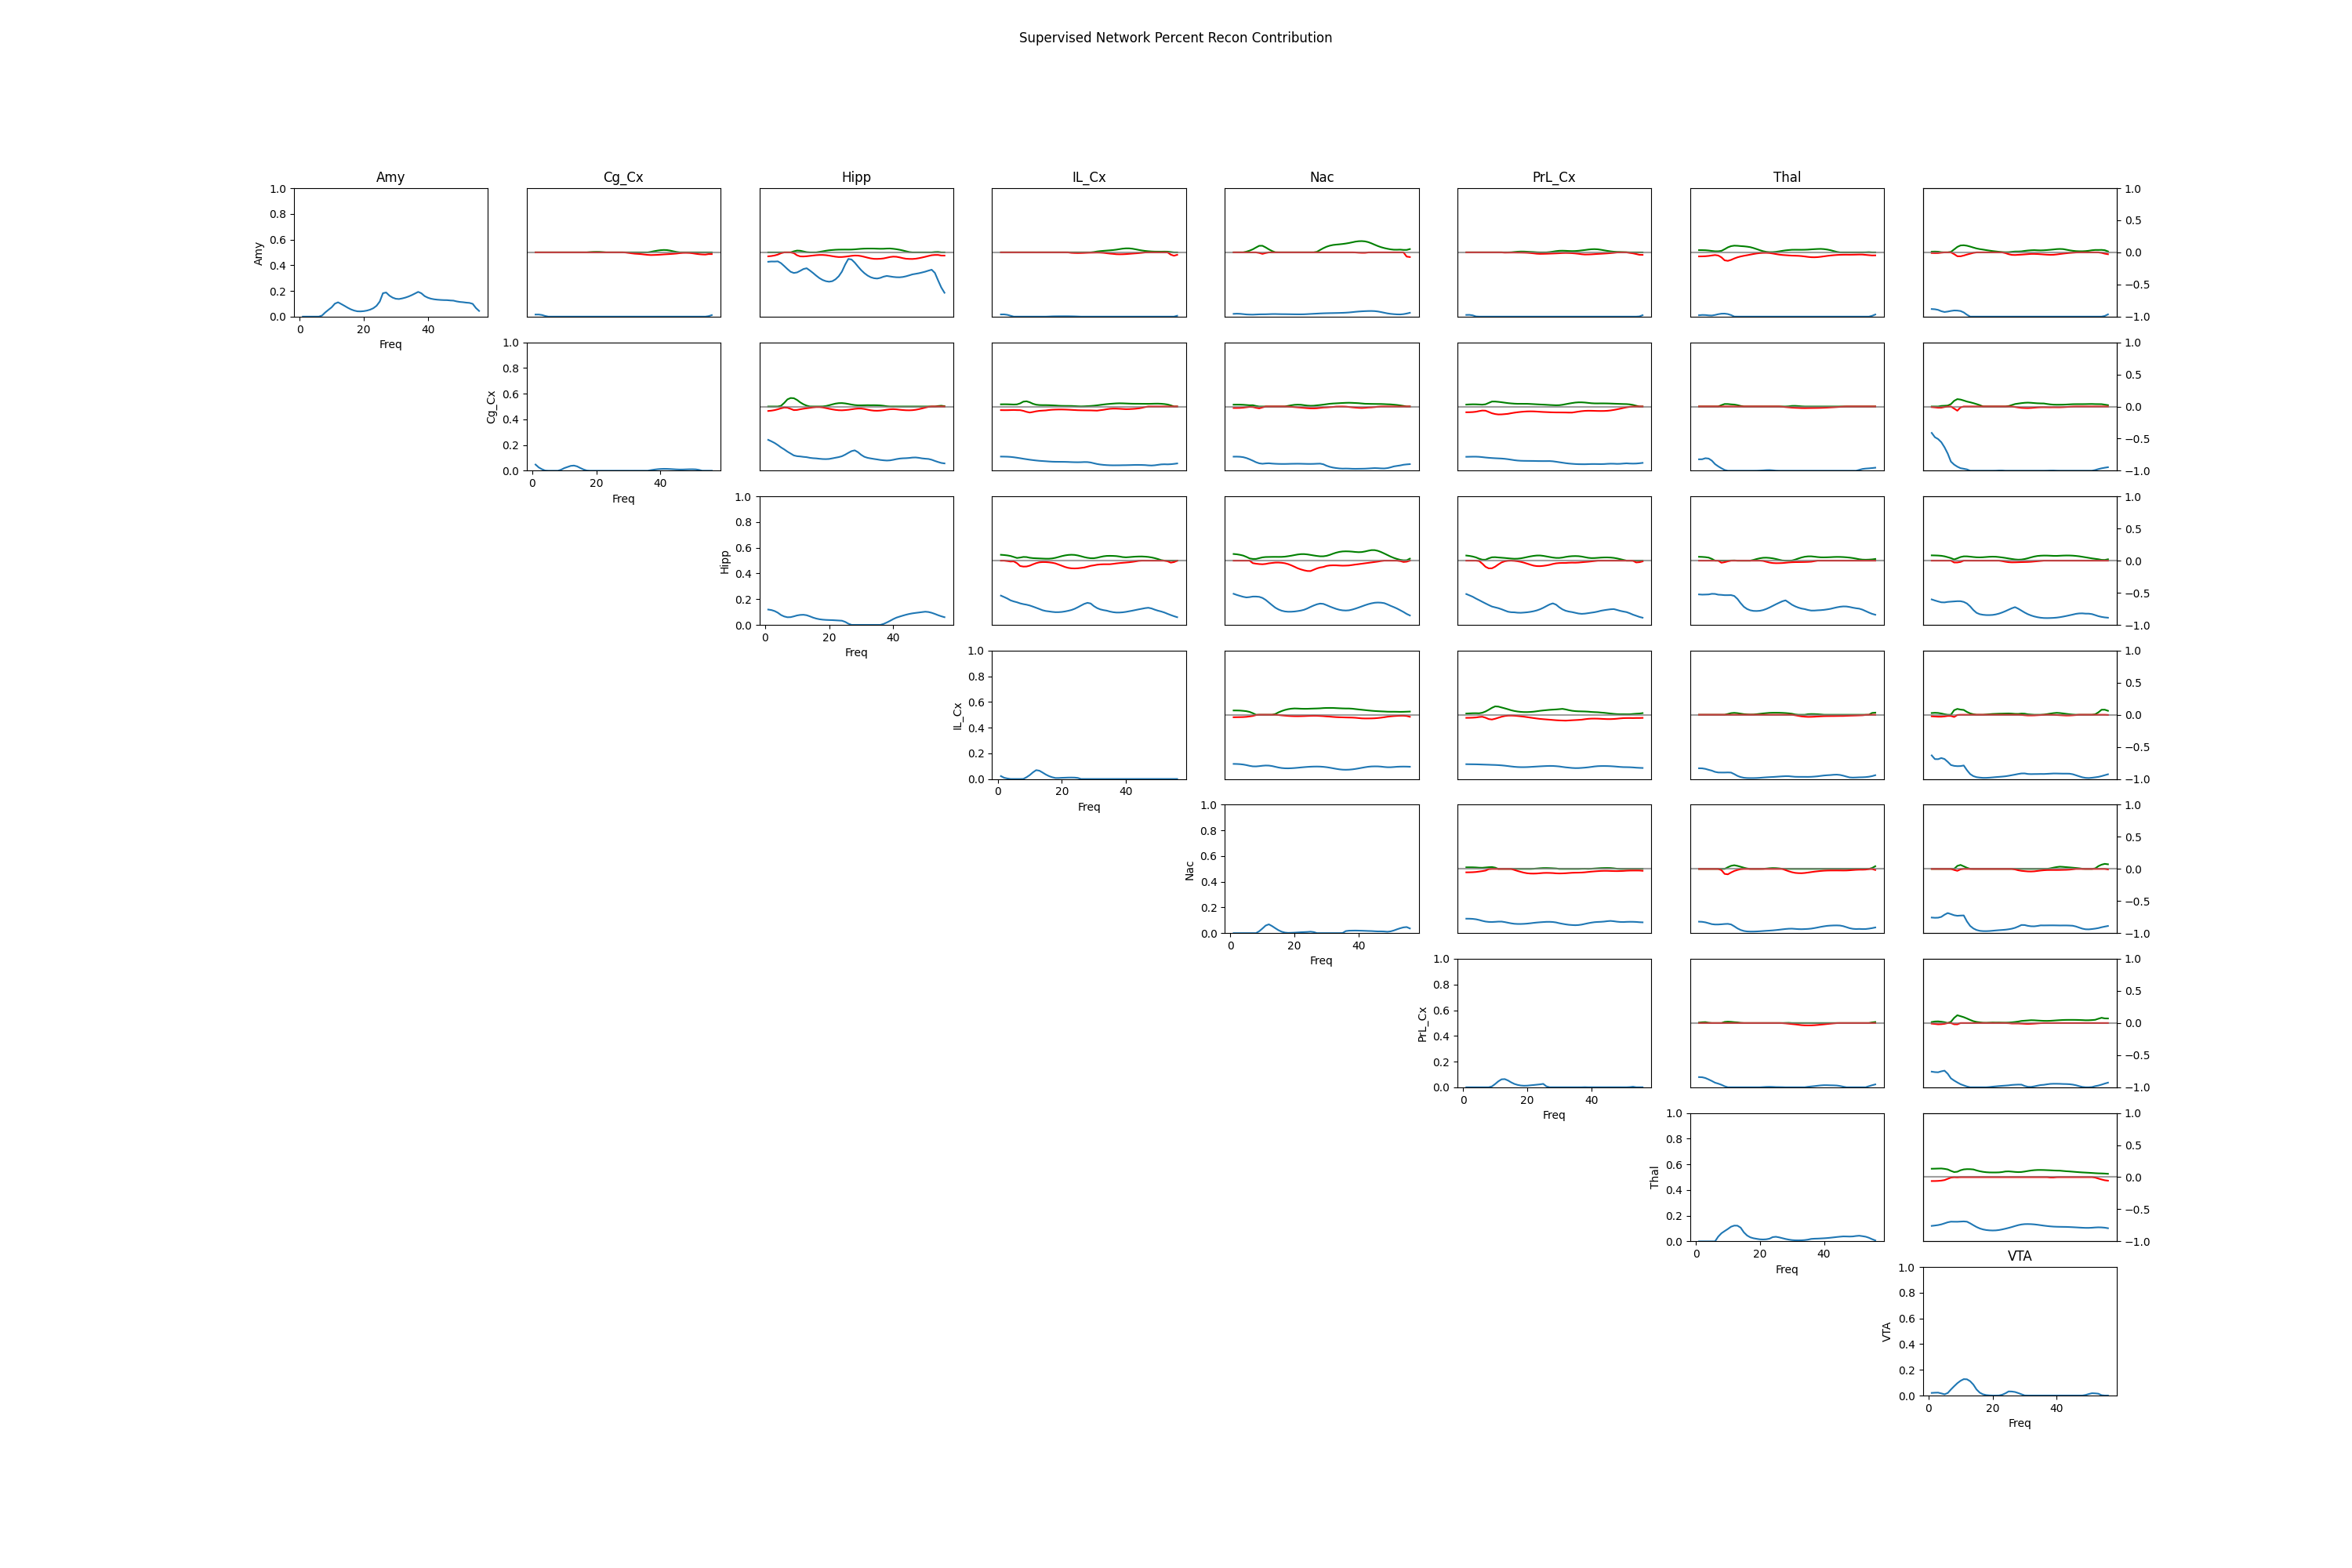 Supervised Network Percent Recon Contribution
Amy Cg_Cx Hipp IL_Cx Nac PrL_Cx Thal
1.0 1.0
0.8 0.5
Amy 0.6 0.0
0.4
0.2 −0.5
0.0 −1.0
0 20 40
Freq
1.0 1.0
0.8 0.5
Cg_Cx 0.6 0.0
0.4
0.2 −0.5
0.0 −1.0
0 20 40
Freq
1.0 1.0
0.8 0.5
Hipp 0.6 0.0
0.4
0.2 −0.5
0.0 −1.0
0 20 40
Freq
1.0 1.0
0.8 0.5
IL_Cx 0.6 0.0
0.4
0.2 −0.5
0.0 −1.0
0 20 40
Freq
1.0 1.0
0.8 0.5
Nac 0.6 0.0
0.4
0.2 −0.5
0.0 −1.0
0 20 40
Freq
1.0 1.0
0.8 0.5
PrL_Cx 0.6 0.0
0.4
0.2 −0.5
0.0 −1.0
0 20 40
Freq
1.0 1.0
0.8 0.5
Thal 0.6 0.0
0.4
0.2 −0.5
0.0 −1.0
0 20 40
Freq
VTA
1.0
0.8
VTA 0.6
0.4
0.2
0.0
0 20 40
Freq